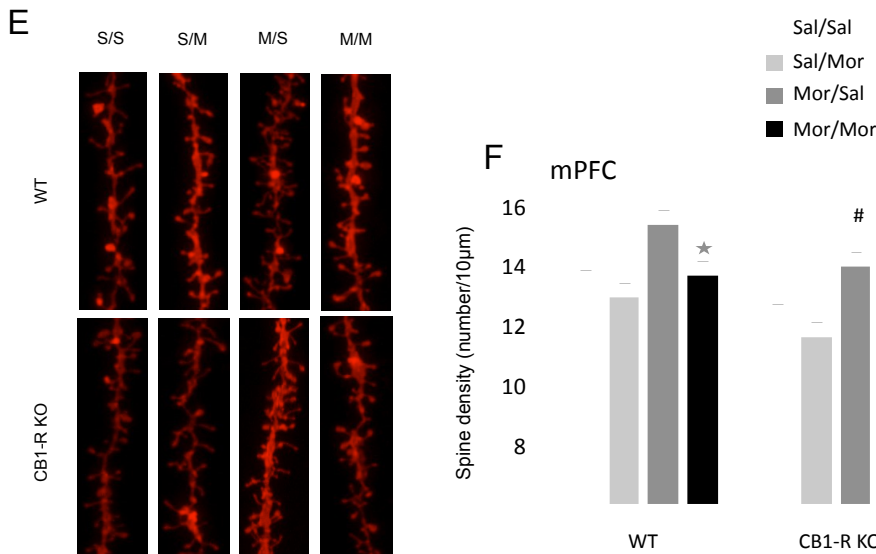 E
S/S S/M M/S M/M
WT
CB1-R KO
Sal/Sal
Sal/Mor
Mor/Sal
Mor/Mor
F
mPFC
Spine density (number/10µm)
16
14
12
10
8
★
#
WT
CB1-R KO